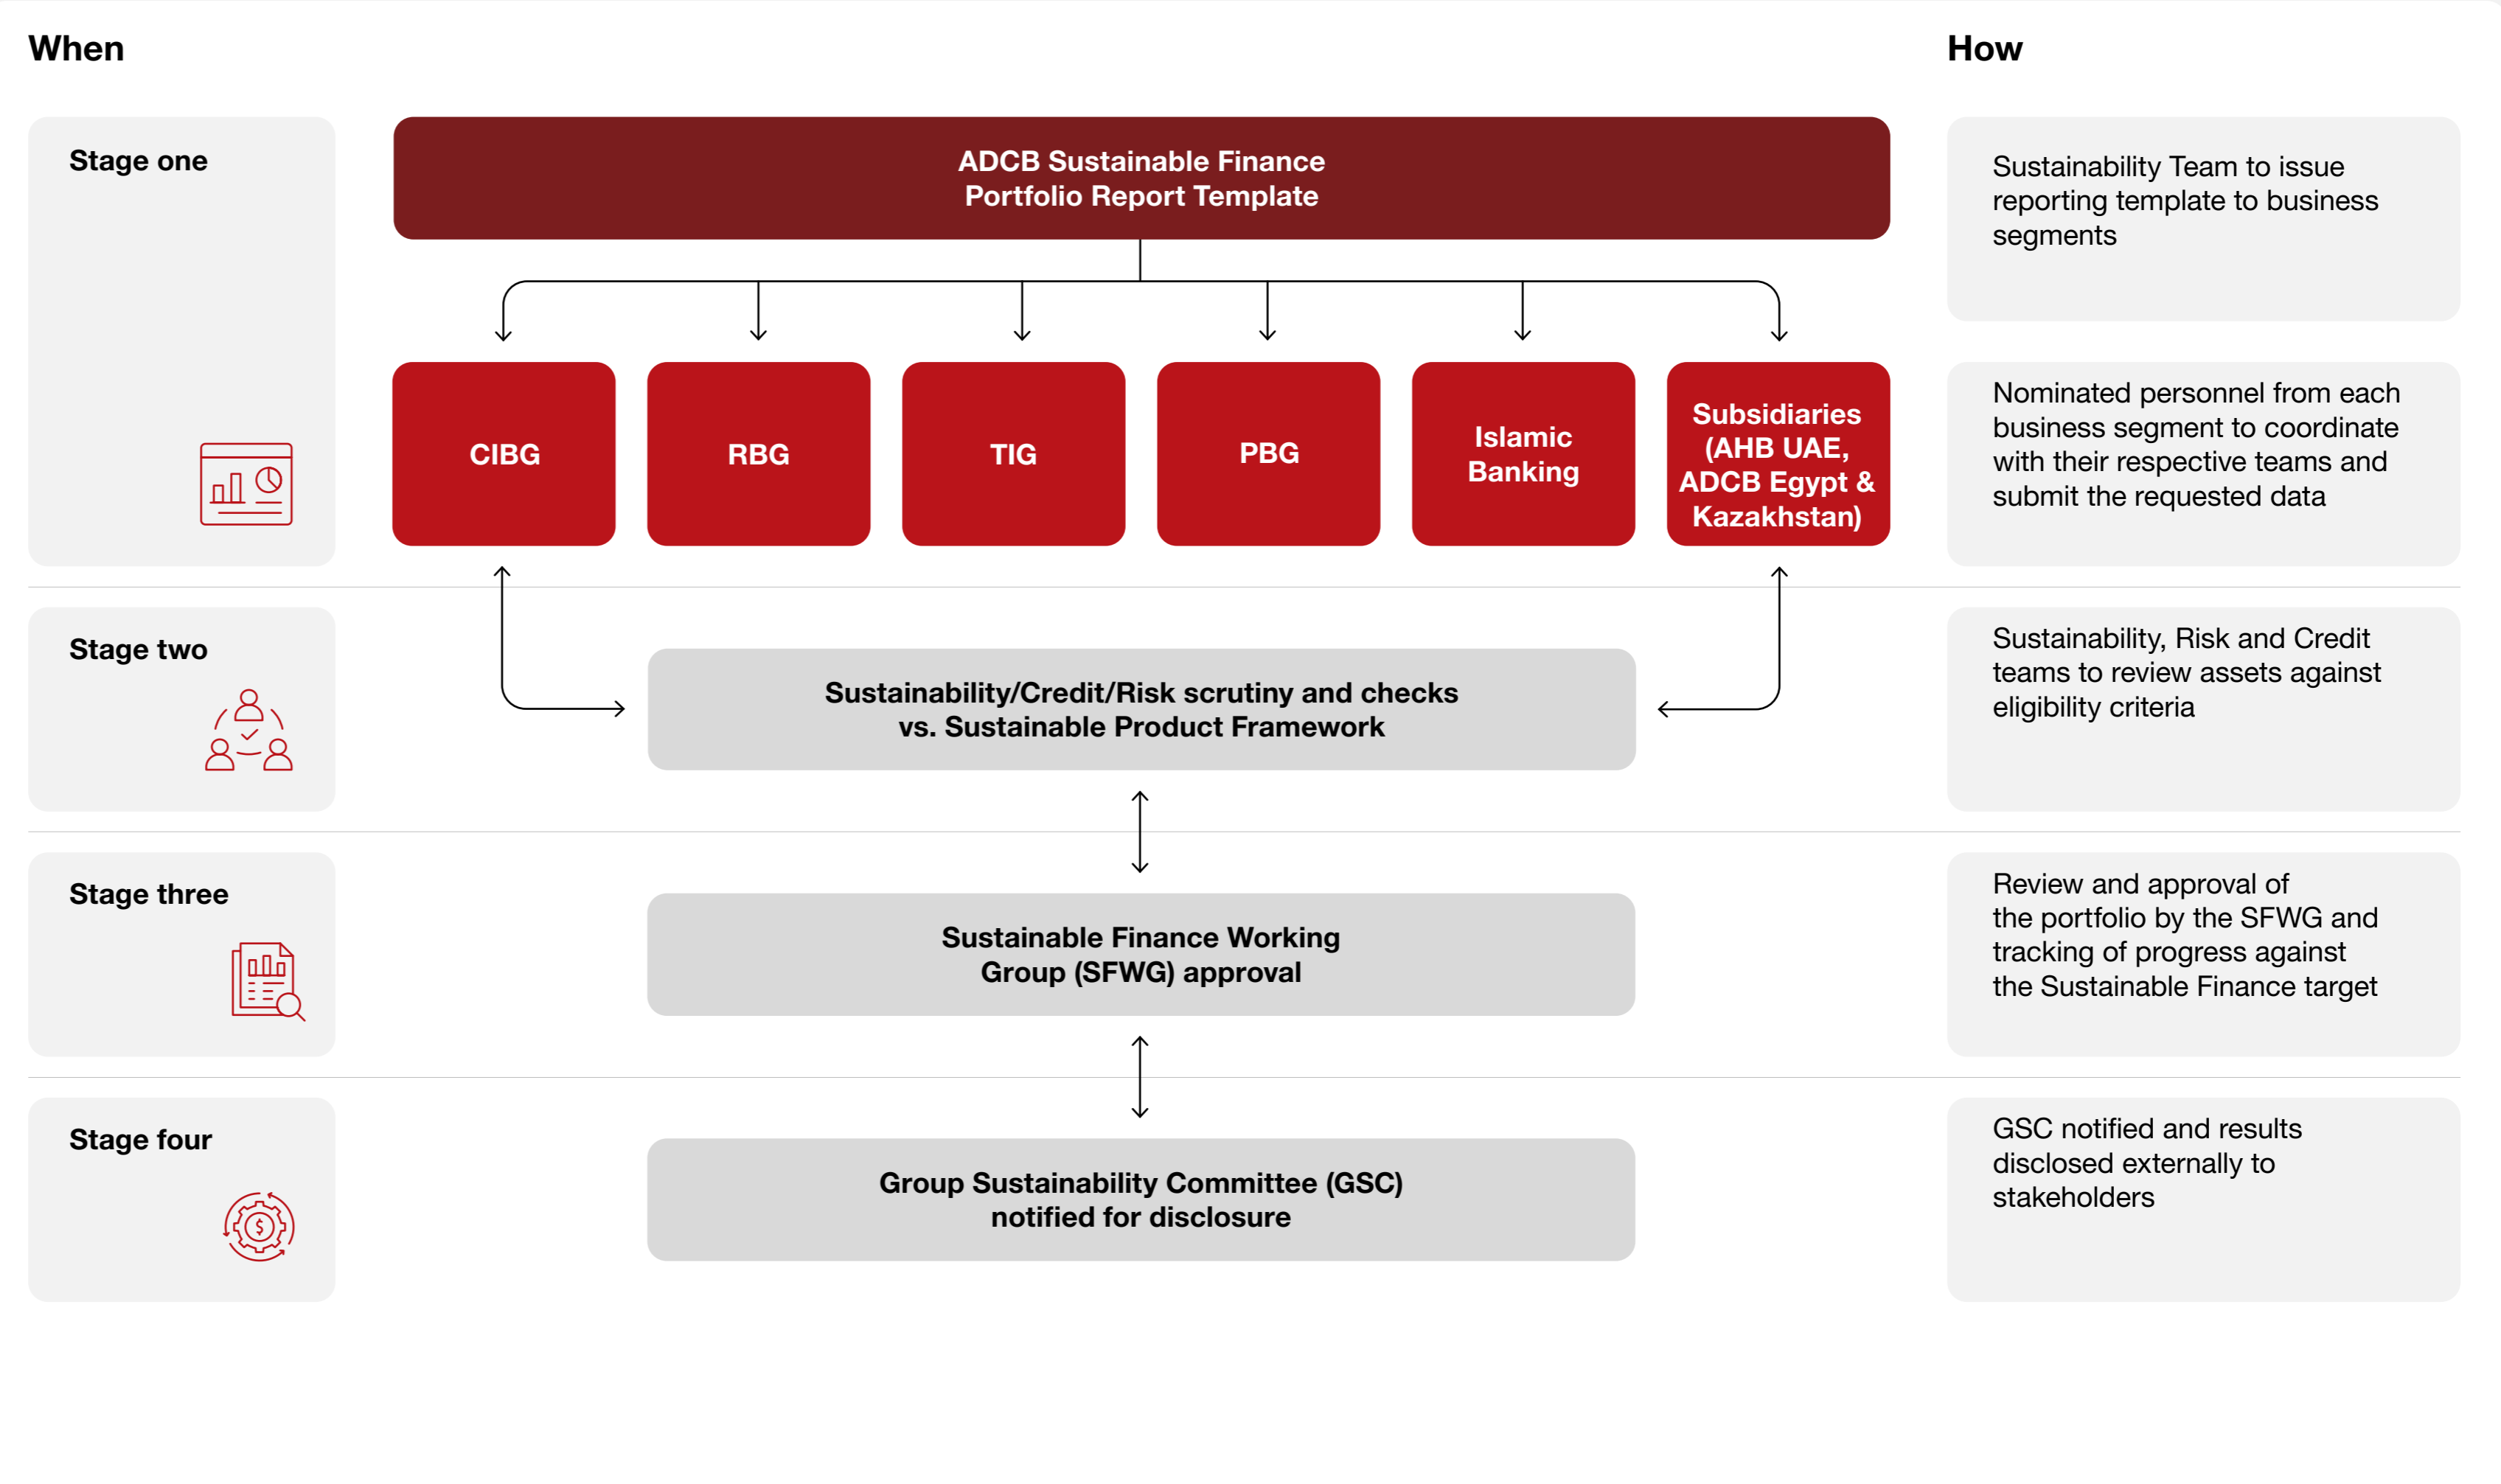 When
How
Stage one
ADCB Sustainable Finance
Portfolio Report Template
Sustainability Team to issue
reporting template to business
segments
CIBG
RBG
TIG
PBG
Islamic
Banking
Subsidiaries
(AHB UAE,
ADCB Egypt &
Kazakhstan)
Nominated personnel from each
business segment to coordinate
with their respective teams and
submit the requested data
Stage two
Sustainability/Credit/Risk scrutiny and checks
vs. Sustainable Product Framework
Sustainability, Risk and Credit
teams to review assets against
eligibility criteria
Stage three
Sustainable Finance Working
Group (SFWG) approval
Review and approval of
the portfolio by the SFWG and
tracking of progress against
the Sustainable Finance target
Stage four
$
Group Sustainability Committee (GSC)
notified for disclosure
GSC notified and results
disclosed externally to
stakeholders